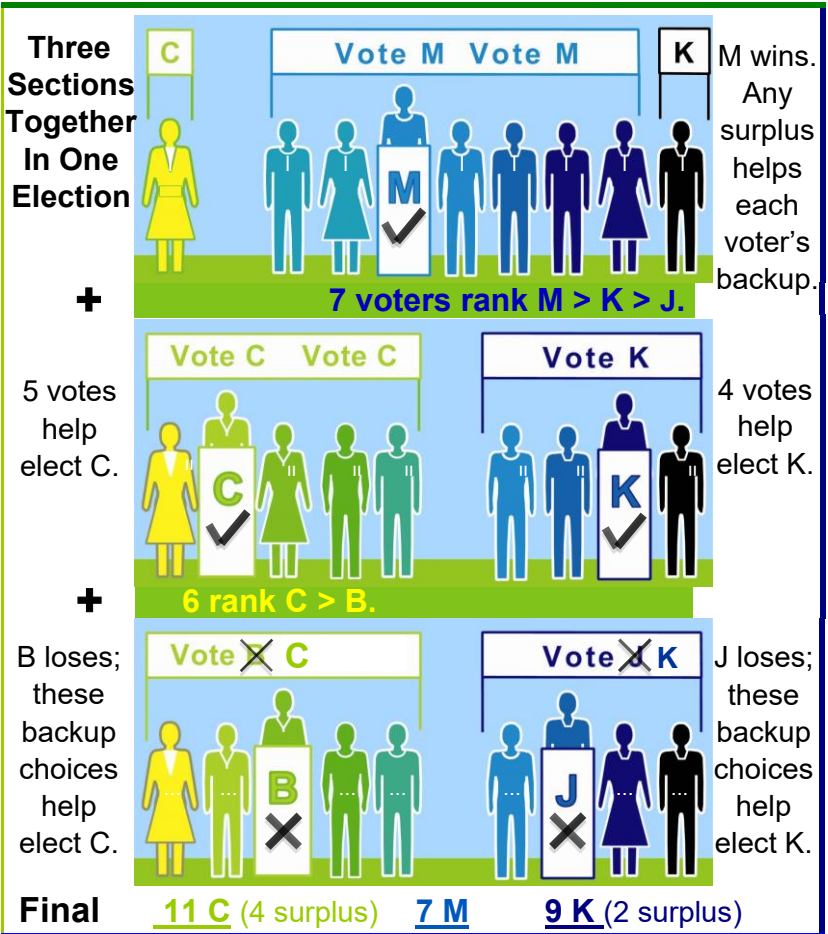 Three
Sections
Together
In One
Election
C
Vote M Vote M
K
M
M wins.
Any
surplus
helps
each
voter's
backup.
+
7 voters rank M > K > J.
5 votes
help
elect C.
Vote C Vote C
Vote K
C
K
4 votes
help
elect K.
+
6 rank C > B.
B loses;
these
backup
choices
help
elect C.
Vote B C
Vote J K
B
J
J loses;
these
backup
choices
help
elect K.
Final 11 C (4 surplus) 7 M 9 K (2 surplus)